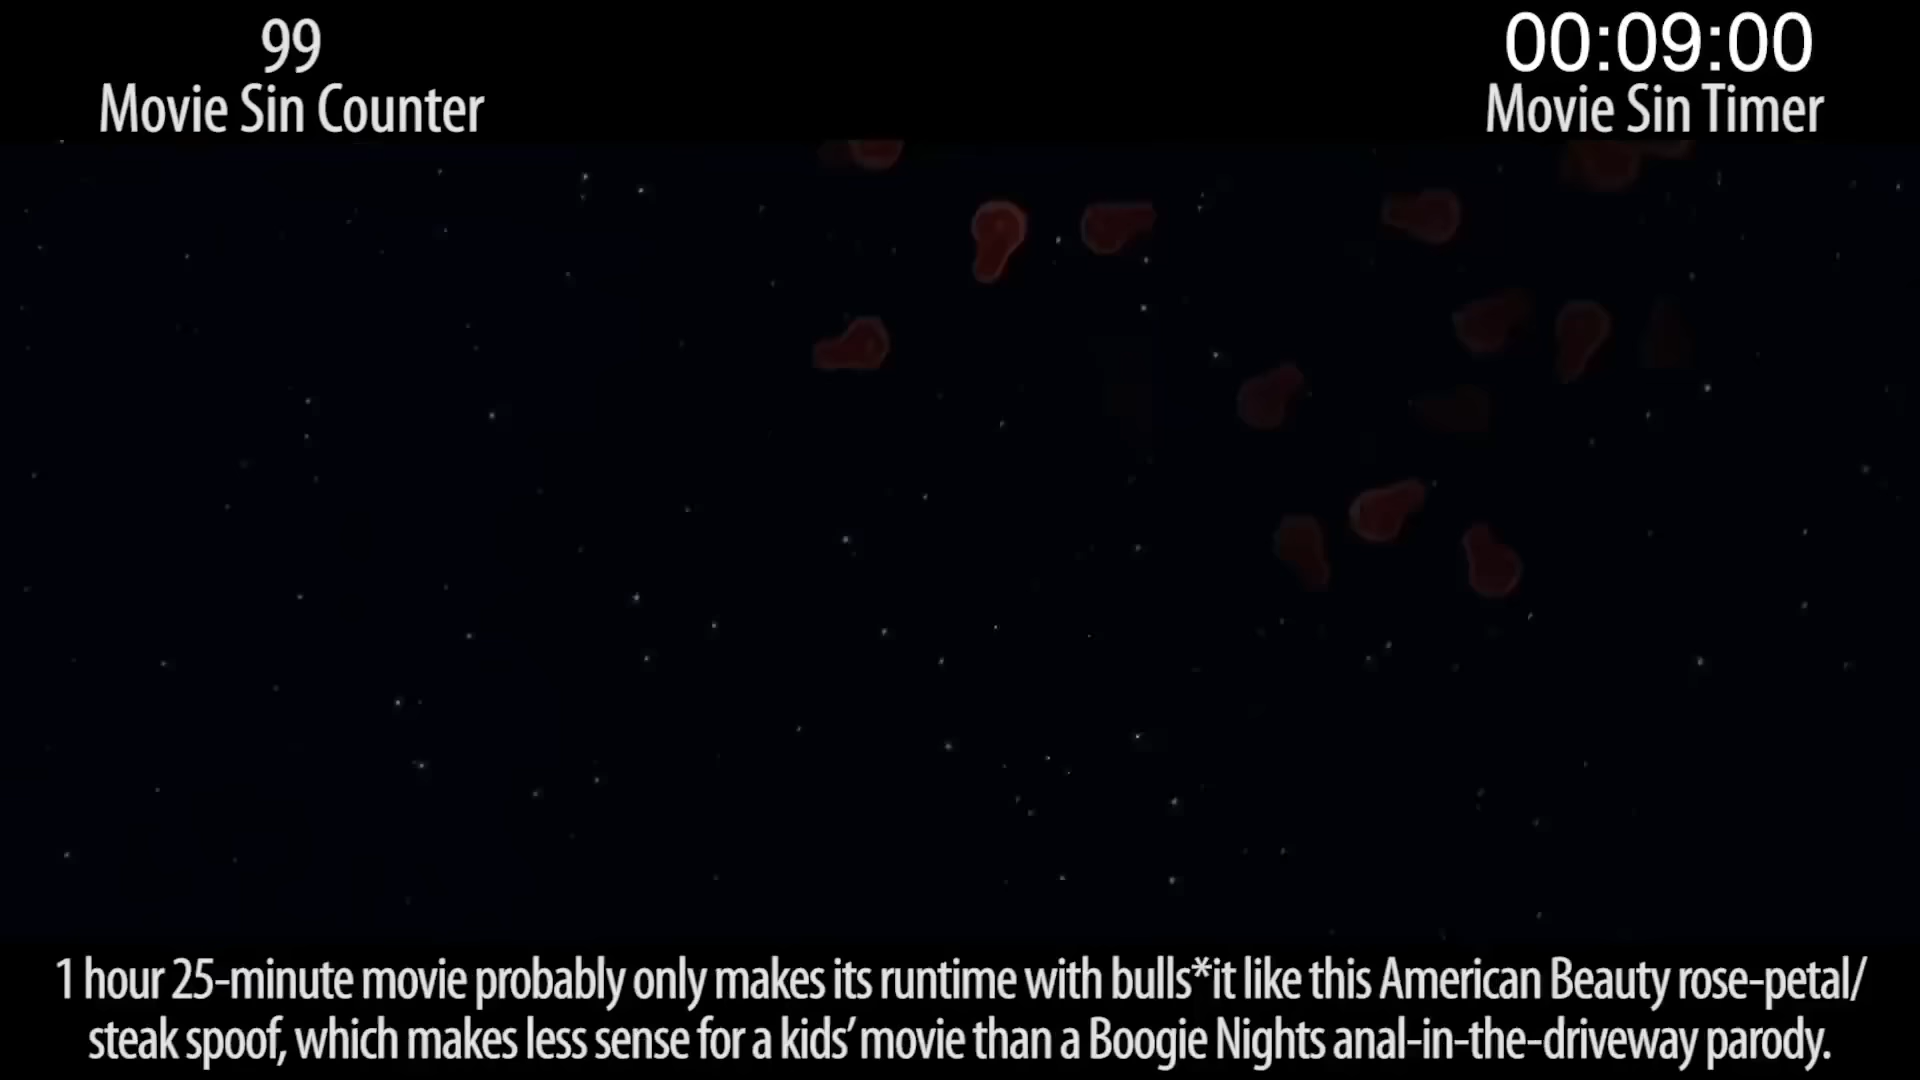 99
Movie Sin Counter
00:09:00
Movie Sin Timer
1 hour 25-minute movie probably only makes its runtime with bulls*it like this American Beauty rose-petal/
steak spoof, which makes less sense for a kids' movie than a Boogie Nights anal-in-the-driveway parody.